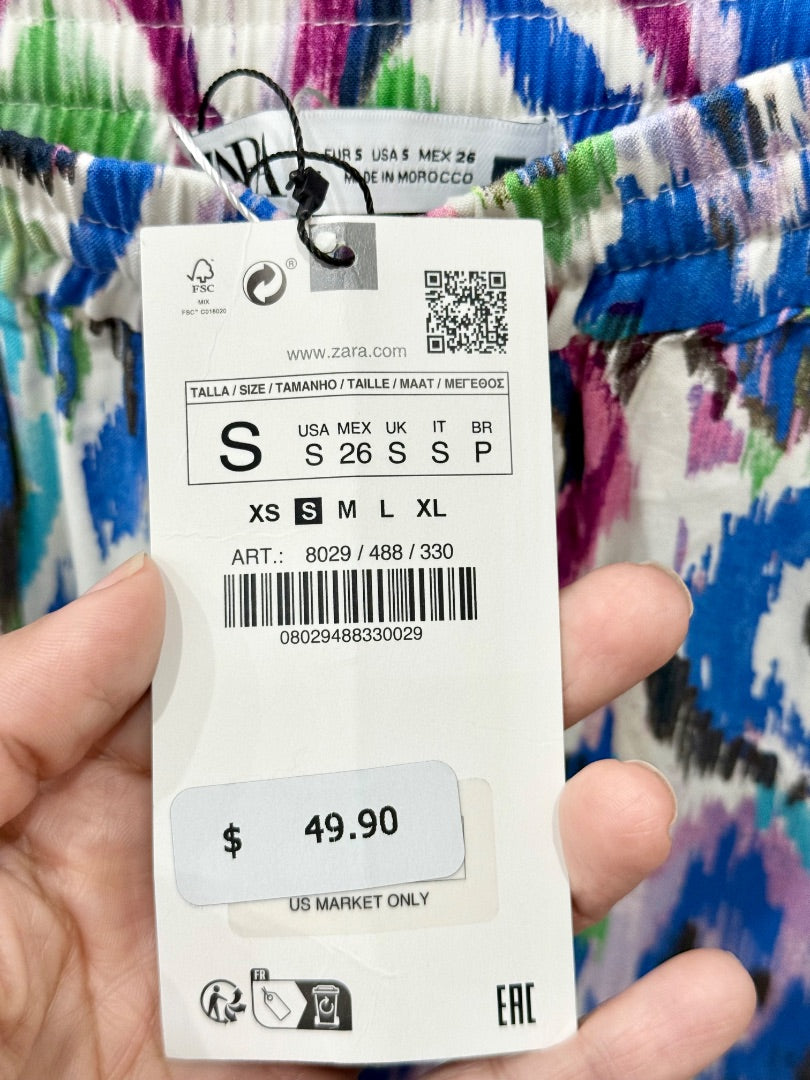 ZARA
EUR S USA S MEX 26
MADE IN MOROCCO
FSC
MIX
FSC™ C018020
®
www.zara.com
TALLA / SIZE / TAMANHO / TAILLE / MAAT / ΜΕΓΕΘΟΣ
S
USA MEX UK IT BR
S 26 S S P
XS S M L XL
ART.: 8029 / 488 / 330
08029488330029
$ 49.90
US MARKET ONLY
FR
EAC